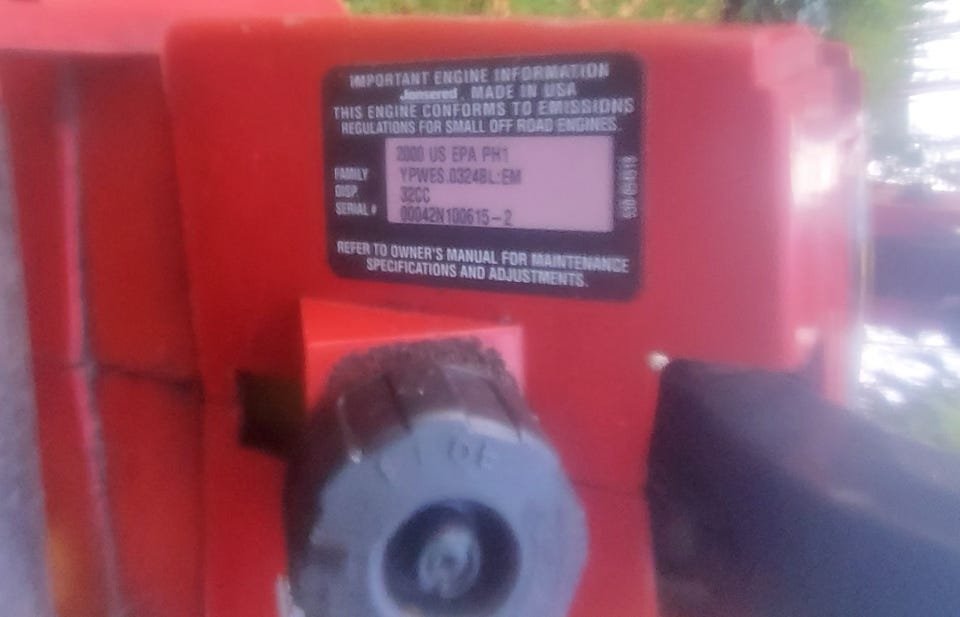 IMPORTANT ENGINE INFORMATION
Jonsered, MADE IN USA
THIS ENGINE CONFORMS TO EMISSIONS
REGULATIONS FOR SMALL OFF ROAD ENGINES.
2000 US EPA PH1
FAMILY YPWES.0324BL:EM
DISP. 32CC
SERIAL # 00042N100615-2
REFER TO OWNER'S MANUAL FOR MAINTENANCE
SPECIFICATIONS AND ADJUSTMENTS.